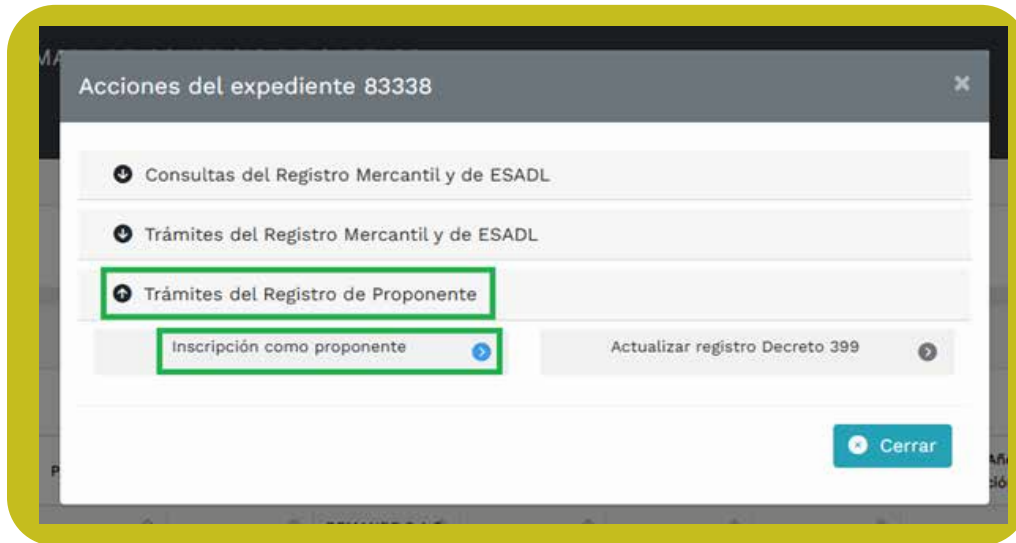 MA
Acciones del expediente 83338
Consultas del Registro Mercantil y de ESADL
Trámites del Registro Mercantil y de ESADL
Trámites del Registro de Proponente
Inscripción como proponente
Actualizar registro Decreto 399
Cerrar